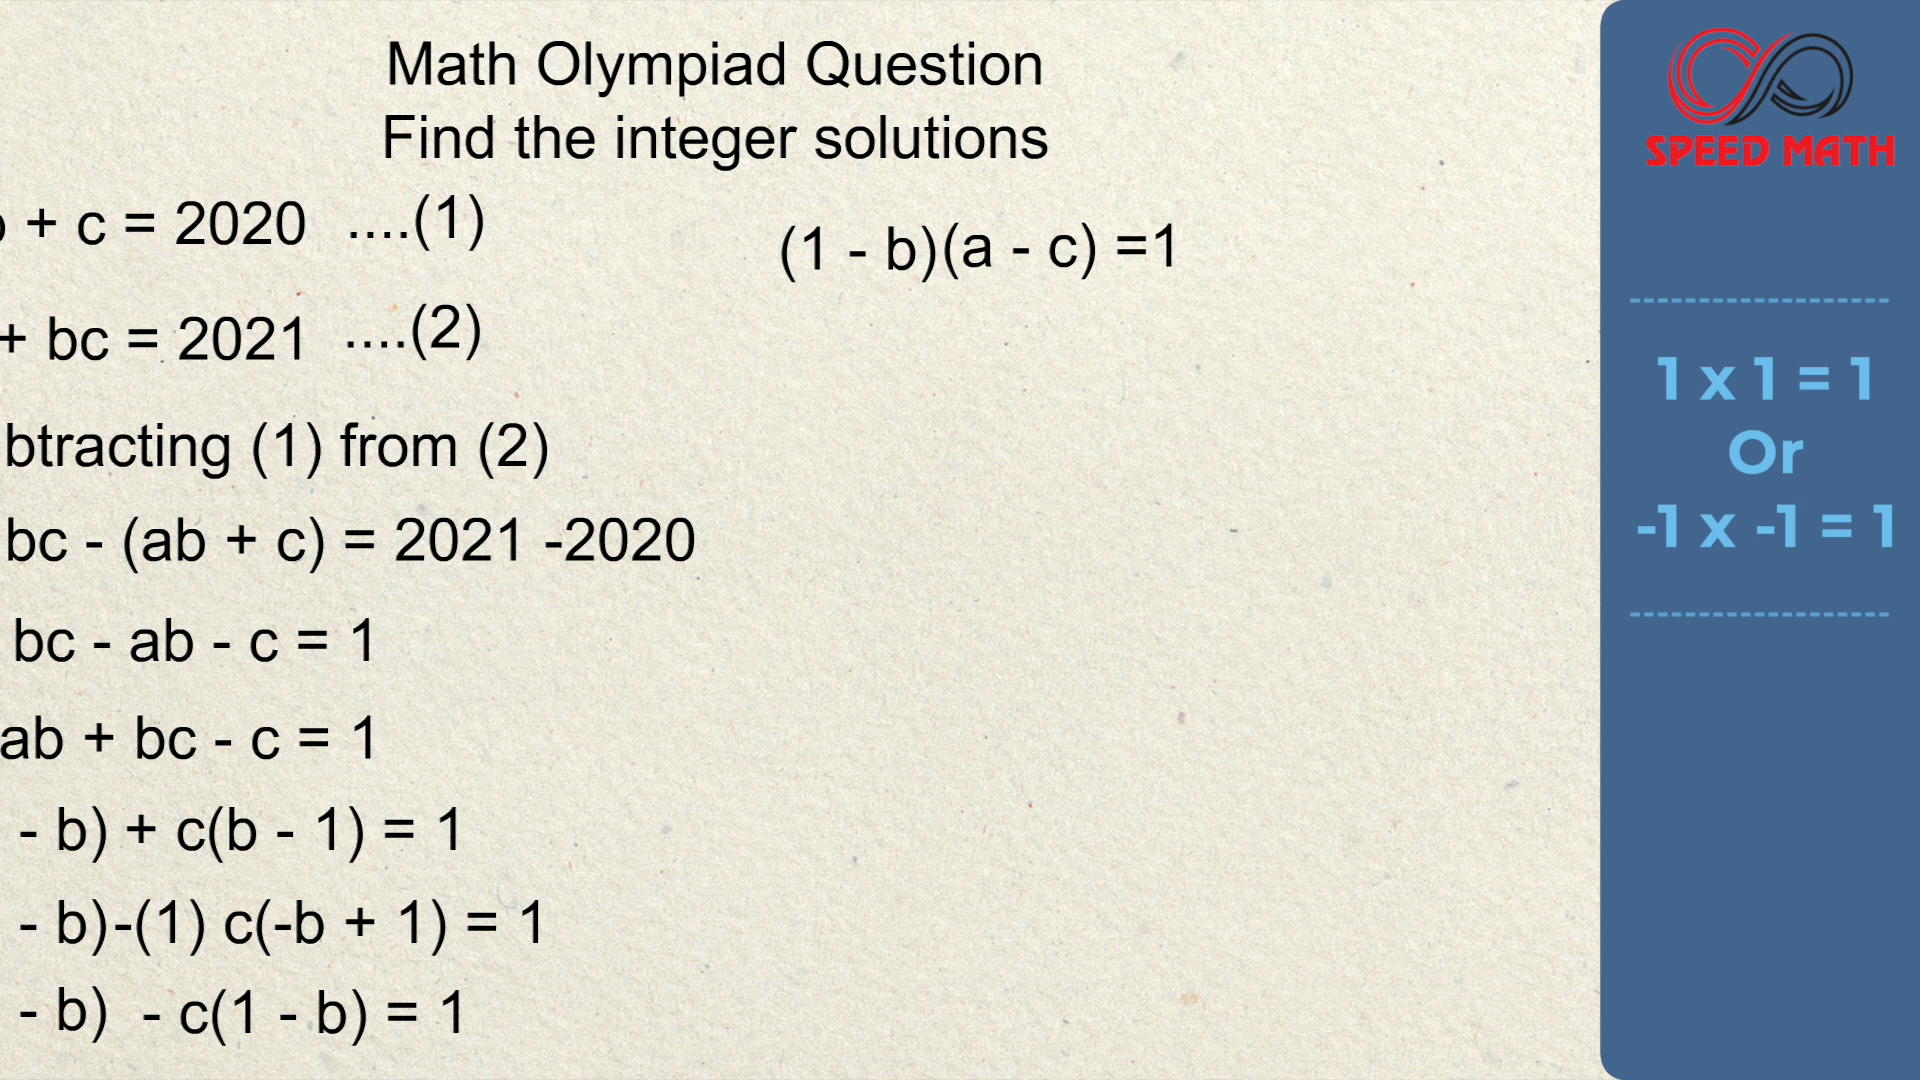 Math Olympiad Question
Find the integer solutions
+ c = 2020 ....(1)
+ bc = 2021 ....(2)
btracting (1) from (2)
bc - (ab + c) = 2021 -2020
bc - ab - c = 1
ab + bc - c = 1
- b) + c(b - 1) = 1
- b)-(1) c(-b + 1) = 1
- b) - c(1 - b) = 1
(1 - b)(a - c) =1
SPEED MATH
1 x 1 = 1
Or
-1 x -1 = 1